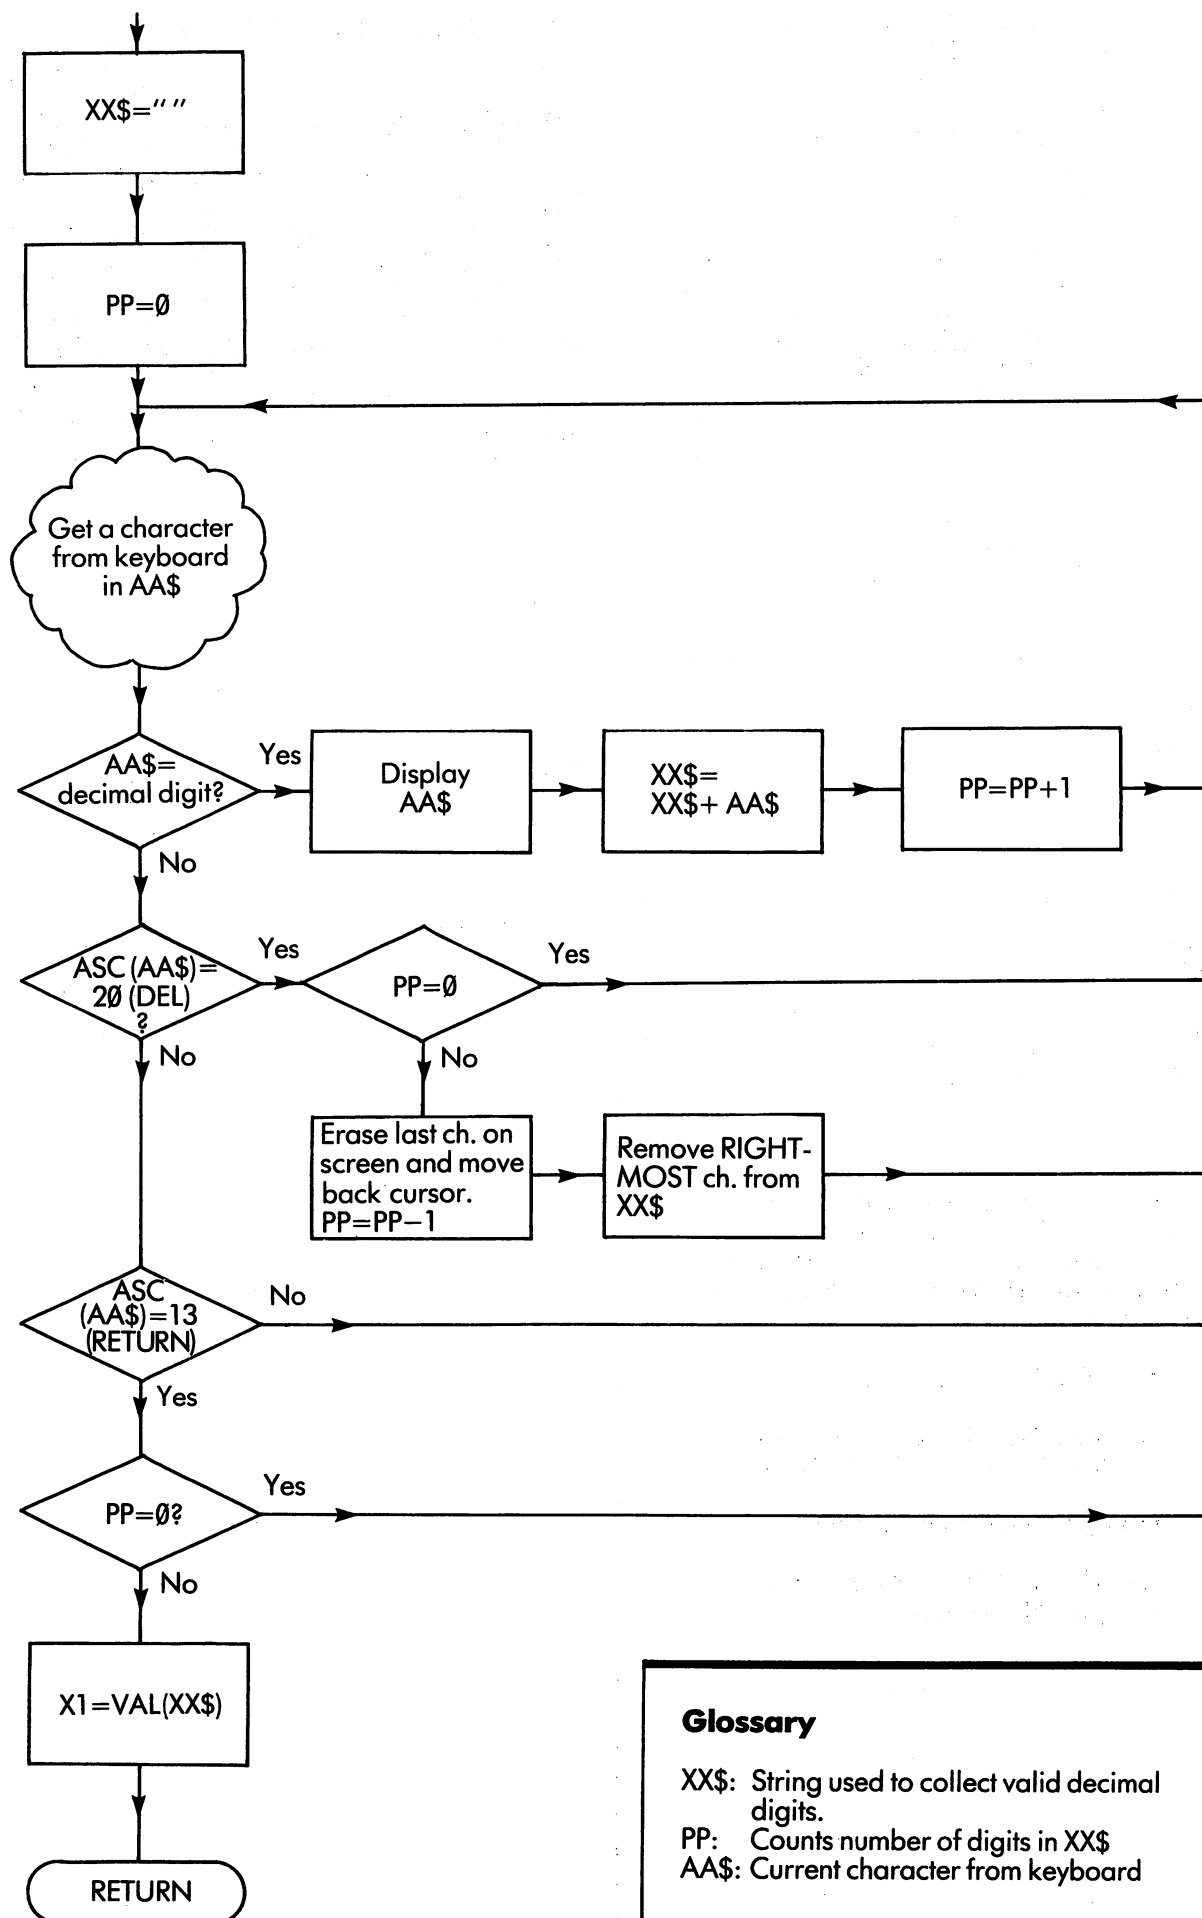 XX$=“ ”
PP=Ø
Get a character
from keyboard
in AA$
AA$=
decimal digit?
Yes
Display
AA$
XX$=
XX$+ AA$
PP=PP+1
No
ASC (AA$)=
2Ø (DEL)
?
Yes
PP=Ø
Yes
No
No
Erase last ch. on
screen and move
back cursor.
PP=PP−1
Remove RIGHT-
MOST ch. from
XX$
ASC
(AA$)=13
(RETURN)
No
Yes
PP=Ø?
Yes
No
X1=VAL(XX$)
RETURN
Glossary
XX$: String used to collect valid decimal
digits.
PP: Counts number of digits in XX$
AA$: Current character from keyboard